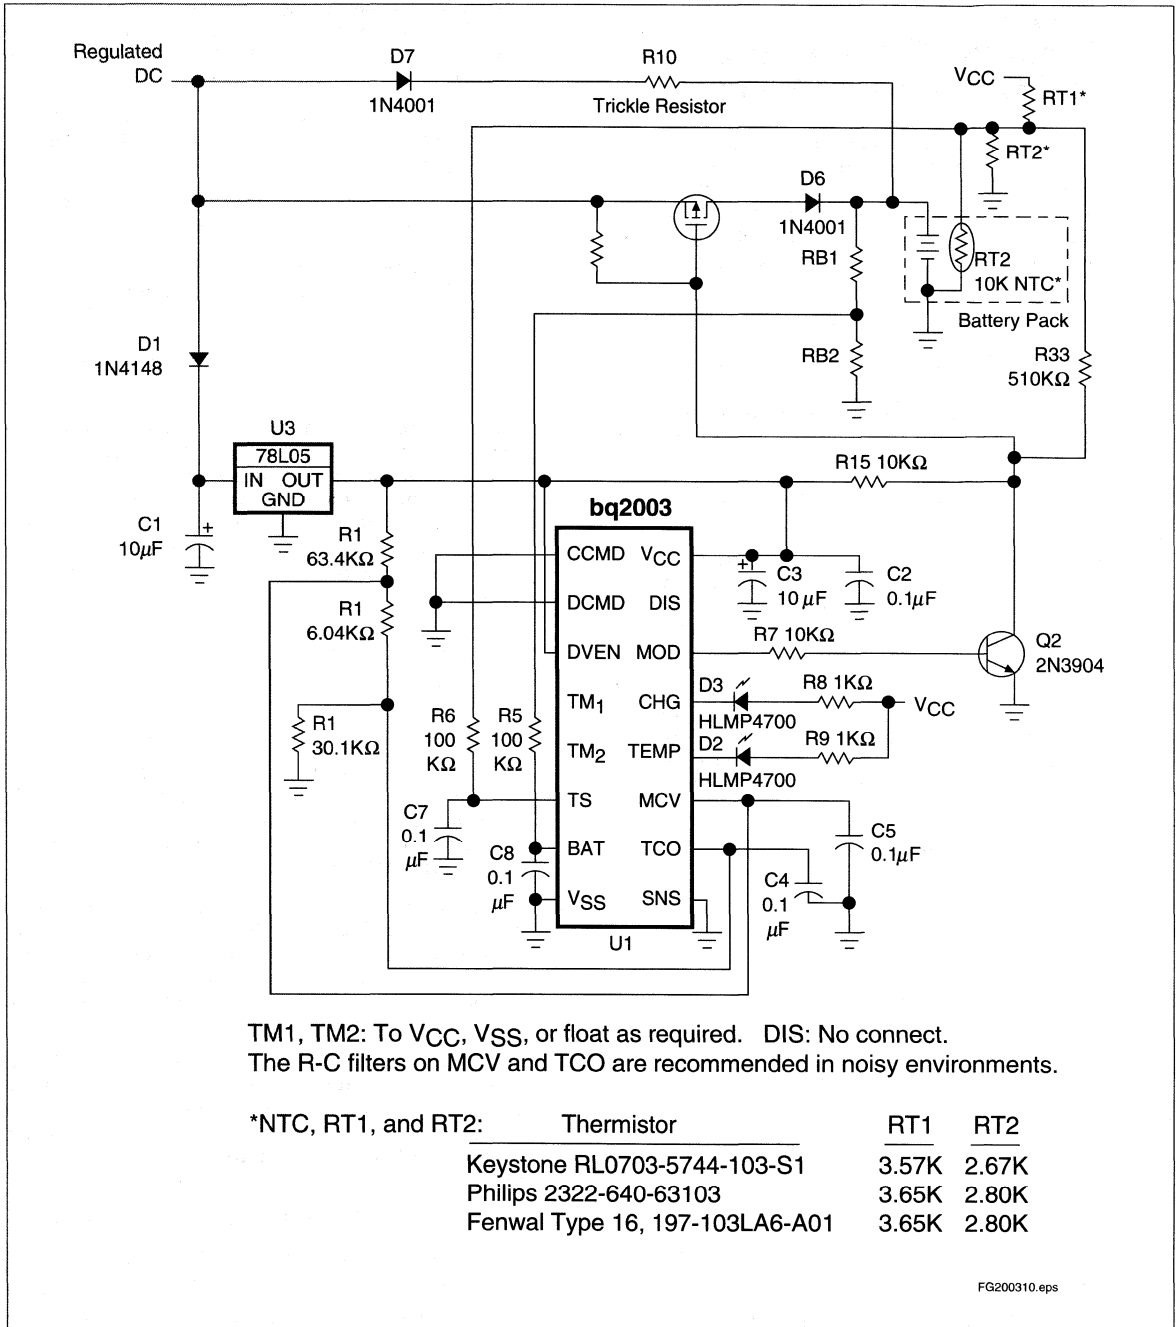 Regulated
DC
D7
1N4001
R10
Trickle Resistor
VCC
RT1*
RT2*
D6
1N4001
RB1
RT2
10K NTC*
Battery Pack
D1
1N4148
RB2
R33
510KΩ
U3
78L05
IN OUT
GND
R15 10KΩ
bq2003
C1
+
10µF
R1
63.4KΩ
CCMD
VCC
+
C3
10 µF
C2
0.1µF
R1
6.04KΩ
DCMD
DIS
R7 10KΩ
DVEN
MOD
Q2
2N3904
R1
30.1KΩ
R6
100
KΩ
R5
100
KΩ
TM1
CHG
D3
HLMP4700
R8 1KΩ
VCC
TM2
TEMP
D2
HLMP4700
R9 1KΩ
C7
0.1
µF
TS
MCV
C5
0.1µF
C8
0.1
µF
BAT
TCO
C4
0.1
µF
VSS
SNS
U1
TM1, TM2: To VCC, VSS, or float as required. DIS: No connect.
The R-C filters on MCV and TCO are recommended in noisy environments.
*NTC, RT1, and RT2: Thermistor RT1 RT2
Keystone RL0703-5744-103-S1 3.57K 2.67K
Philips 2322-640-63103 3.65K 2.80K
Fenwal Type 16, 197-103LA6-A01 3.65K 2.80K
FG200310.eps